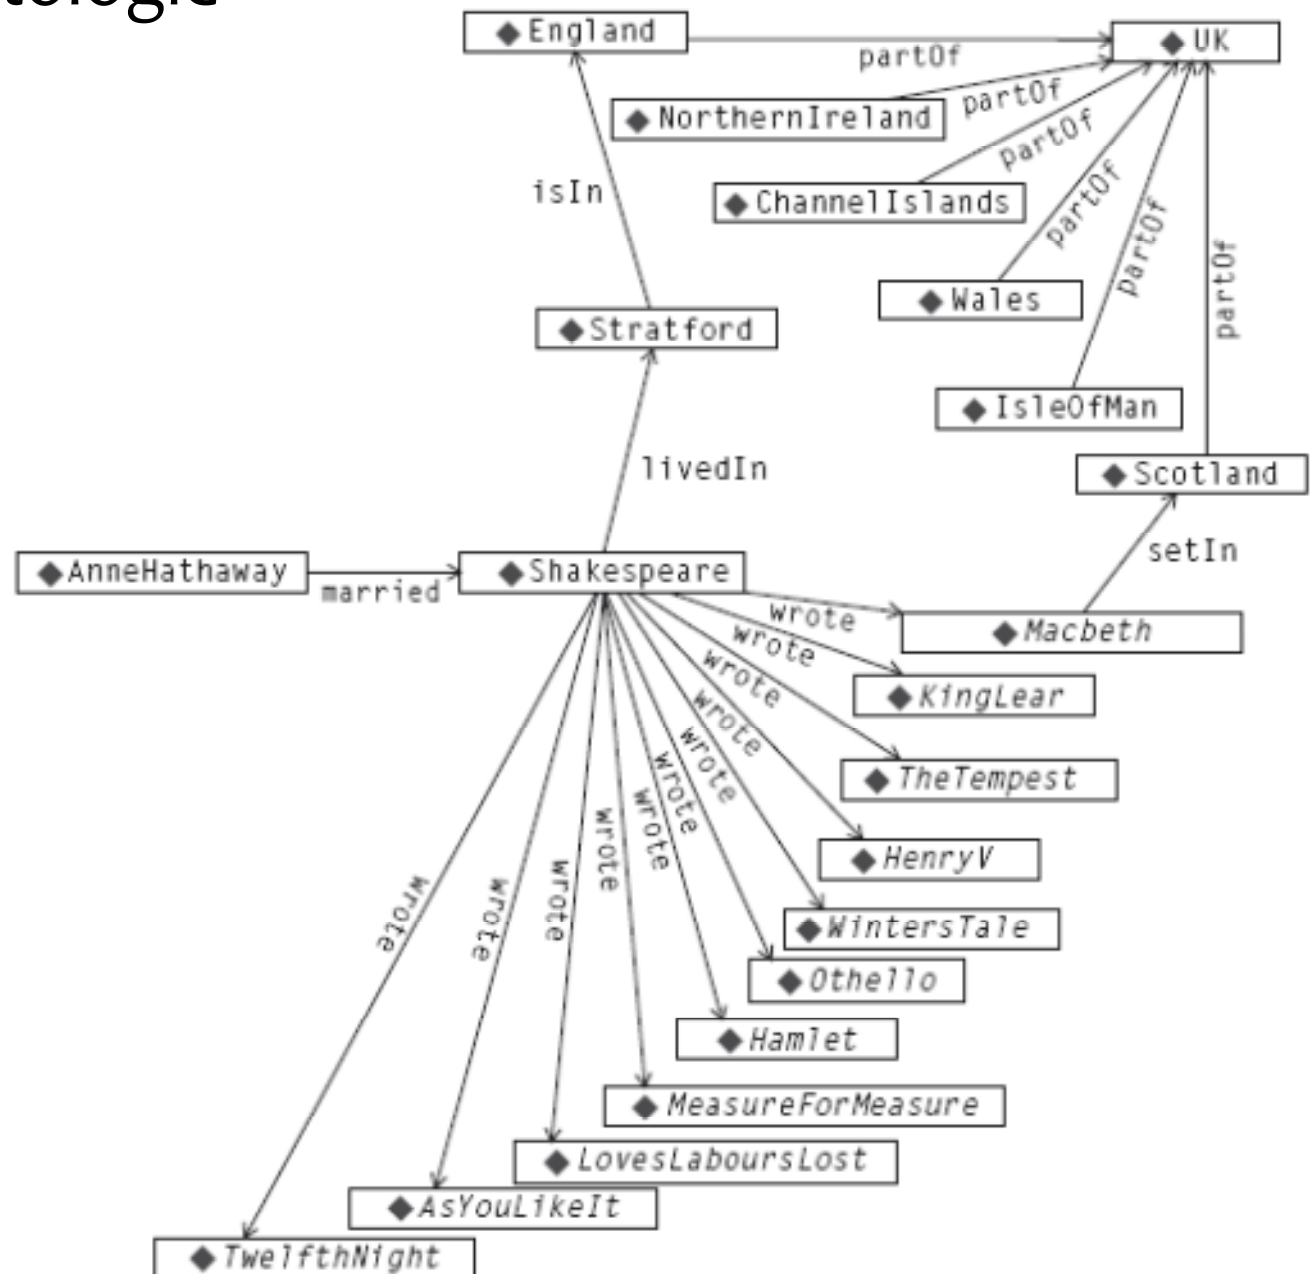 tologic
England
UK
partOf
partOf
NorthernIreland
partOf
isIn
ChannelIslands
partOf
partOf
partOf
Wales
Stratford
IsleOfMan
livedIn
Scotland
setIn
AnneHathaway
married
Shakespeare
wrote
Macbeth
wrote
KingLear
wrote
TheTempest
wrote
HenryV
wrote
WintersTale
wrote
Othello
wrote
Hamlet
wrote
MeasureForMeasure
wrote
LovesLaboursLost
wrote
AsYouLikeIt
wrote
TwelfthNight